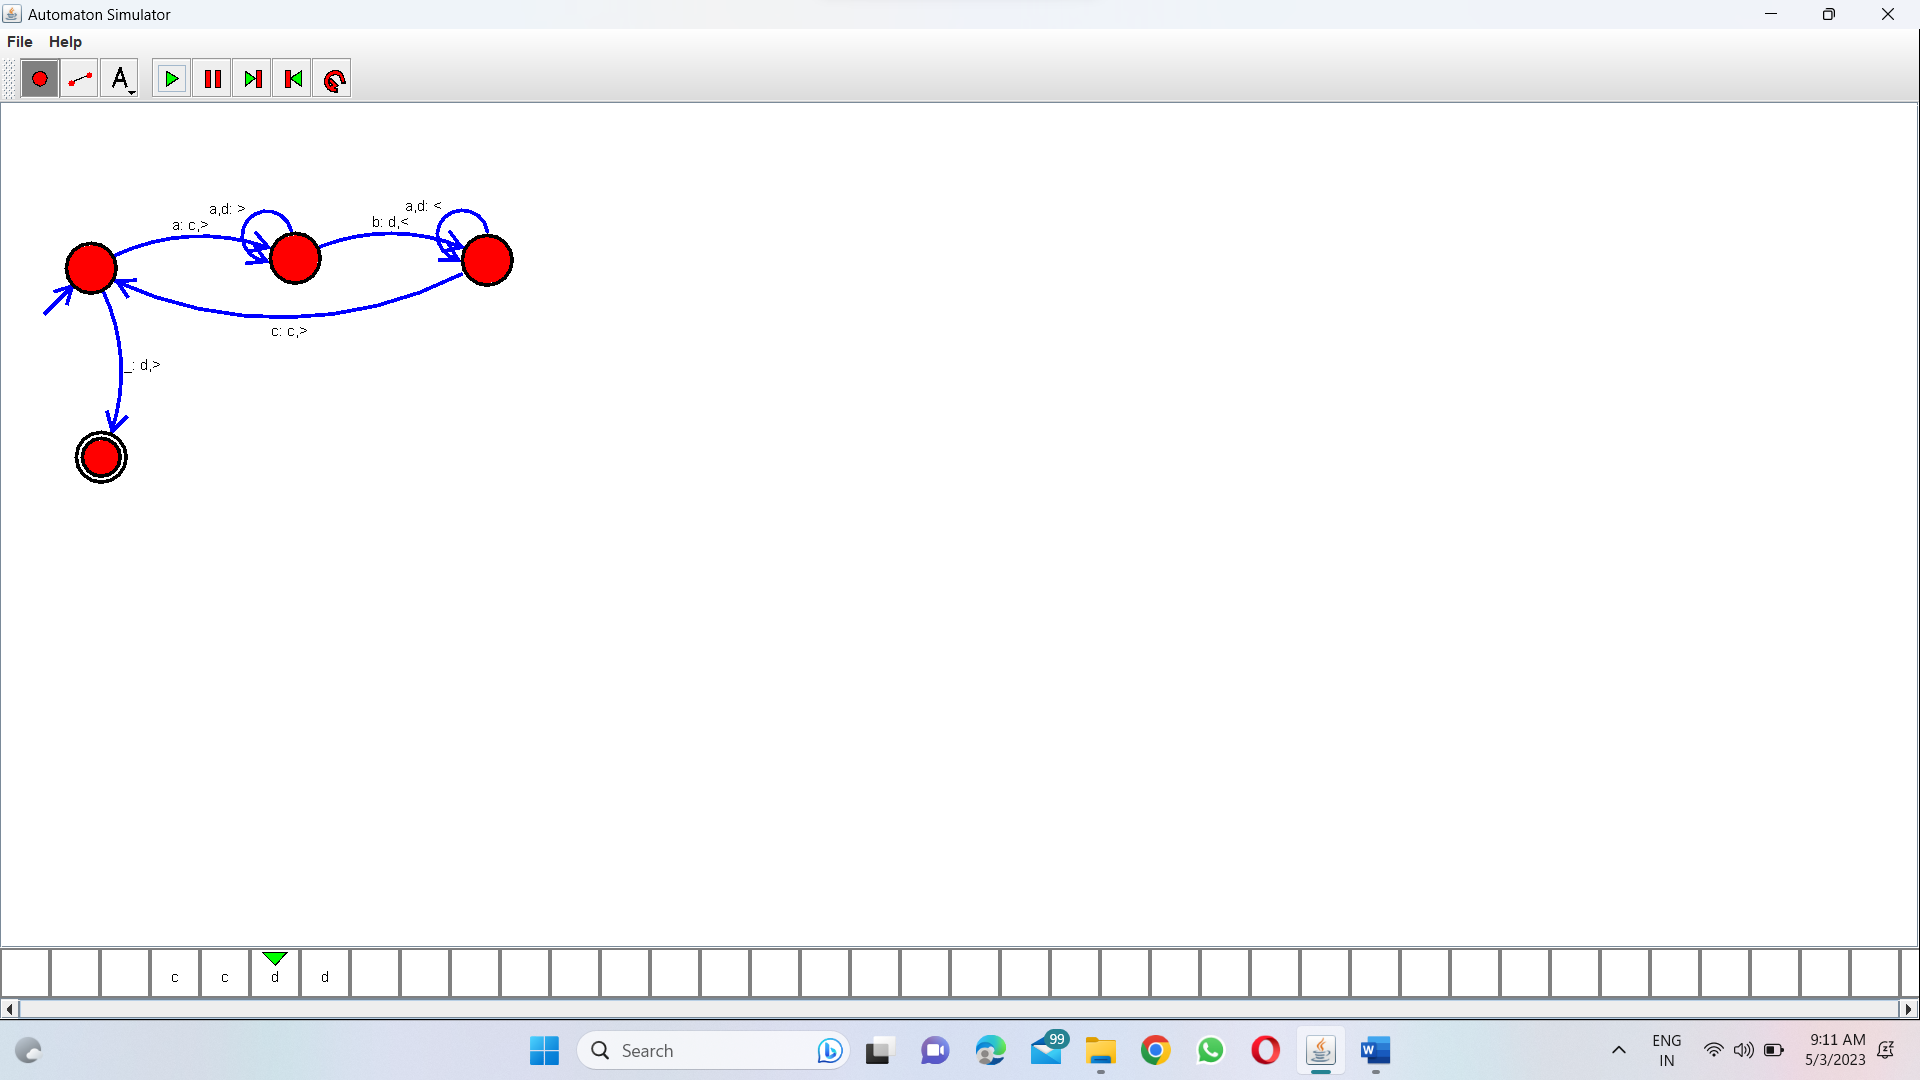 Automaton Simulator
File Help
A
a,d: >
a: c,>
a,d: <
b: d,<
c: c,>
_: d,>
c c d d
Search
99
W
ENG
IN
9:11 AM
5/3/2023